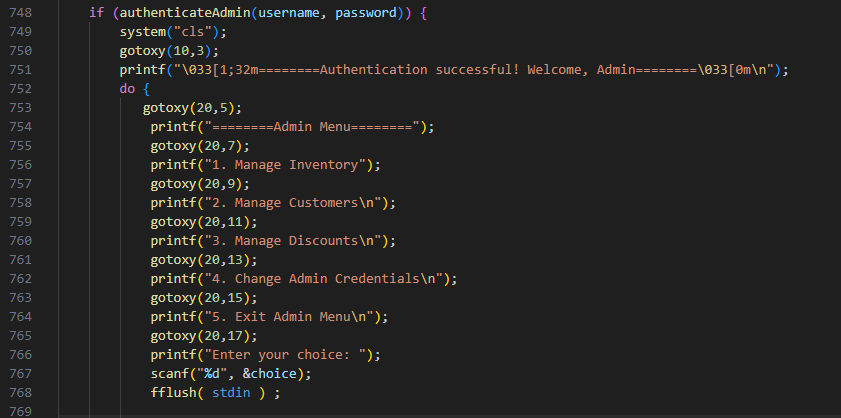 748 if (authenticateAdmin(username, password)) {
749 system("cls");
750 gotoxy(10,3);
751 printf("\033[1;32m========Authentication successful! Welcome, Admin========\033[0m\n");
752 do {
753 gotoxy(20,5);
754 printf("========Admin Menu========");
755 gotoxy(20,7);
756 printf("1. Manage Inventory");
757 gotoxy(20,9);
758 printf("2. Manage Customers\n");
759 gotoxy(20,11);
760 printf("3. Manage Discounts\n");
761 gotoxy(20,13);
762 printf("4. Change Admin Credentials\n");
763 gotoxy(20,15);
764 printf("5. Exit Admin Menu\n");
765 gotoxy(20,17);
766 printf("Enter your choice: ");
767 scanf("%d", &choice);
768 fflush( stdin ) ;
769